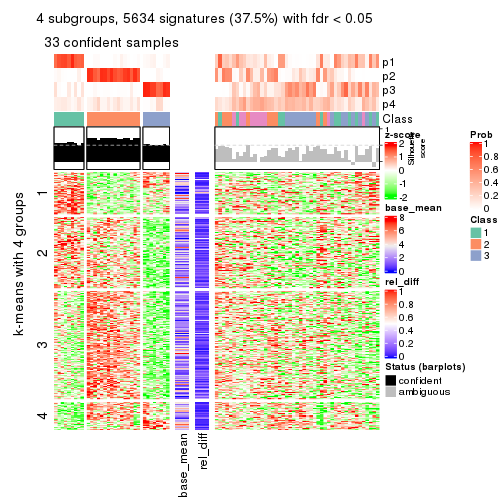 4 subgroups, 5634 signatures (37.5%) with fdr < 0.05
33 confident samples
p1
p2
p3
p4
Class
1
Silhouette
score
k-means with 4 groups
1
2
3
4
base_mean
rel_diff
z-score
2
1
0
-1
-2
base_mean
8
6
4
2
0
rel_diff
1
0.8
0.6
0.4
0.2
0
Status (barplots)
confident
ambiguous
Prob
1
0.8
0.6
0.4
0.2
0
Class
1
2
3